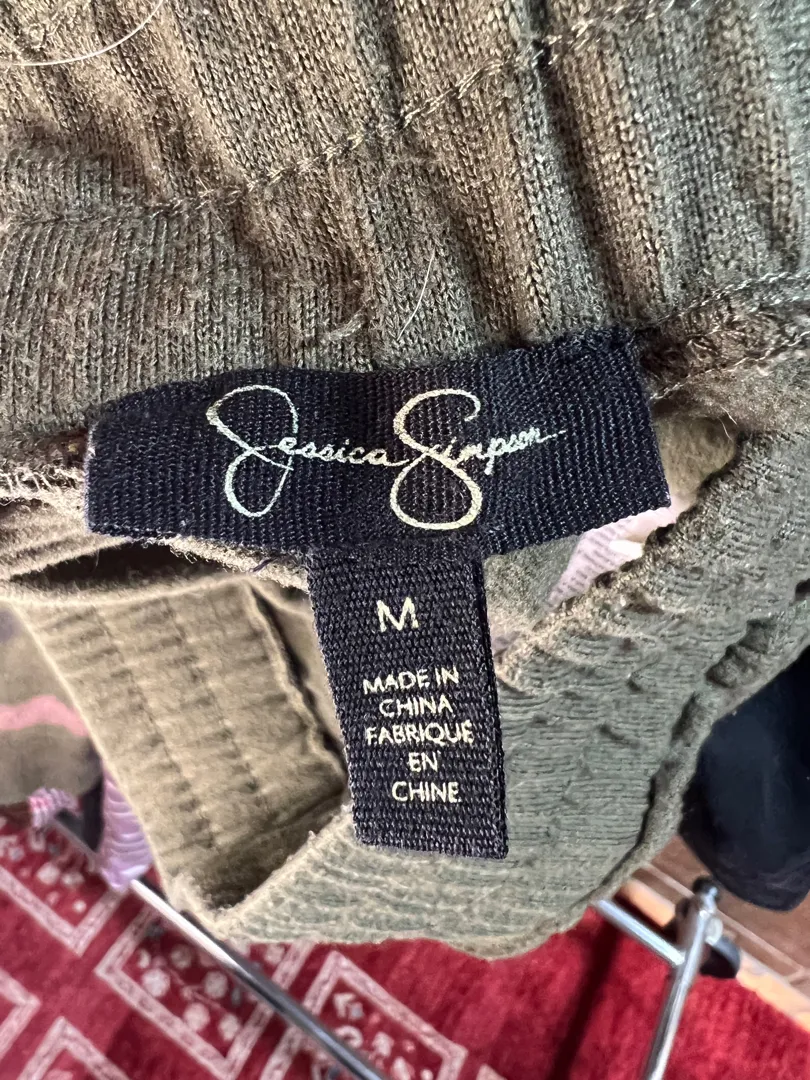 Jessica Simpson
M
MADE IN
CHINA
FABRIQUÉ
EN
CHINE